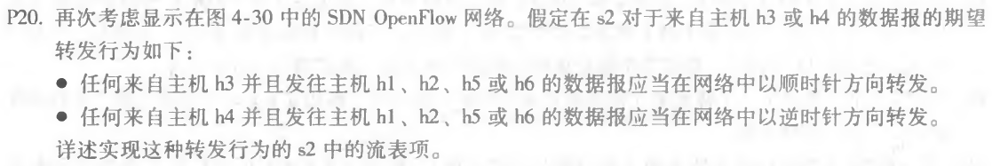 P20. 再次考虑显示在图 4-30 中的 SDN OpenFlow 网络。假定在 s2 对于来自主机 h3 或 h4 的数据报的期望
转发行为如下：
● 任何来自主机 h3 并且发往主机 h1、h2、h5 或 h6 的数据报应当在网络中以顺时针方向转发。
● 任何来自主机 h4 并且发往主机 h1、h2、h5 或 h6 的数据报应当在网络中以逆时针方向转发。
详述实现这种转发行为的 s2 中的流表项。